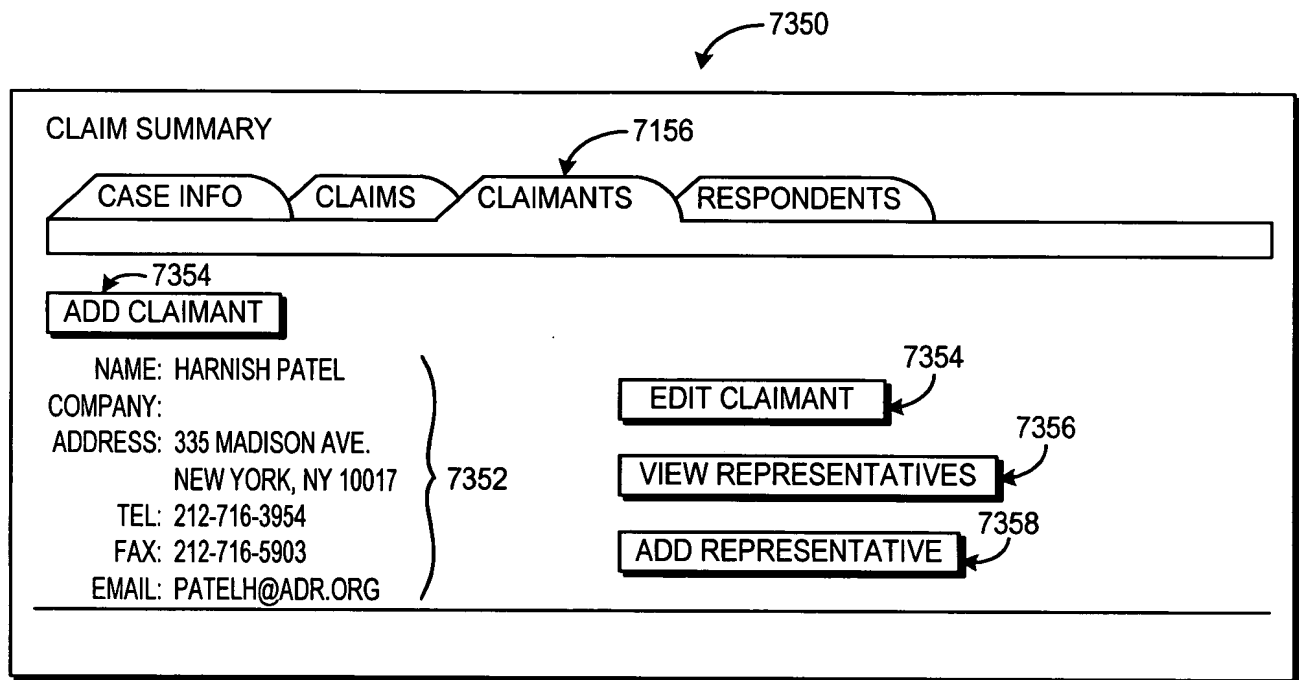 7350
CLAIM SUMMARY
7156
CASE INFO CLAIMS CLAIMANTS RESPONDENTS
7354
ADD CLAIMANT
NAME: HARNISH PATEL
COMPANY:
ADDRESS: 335 MADISON AVE.
NEW YORK, NY 10017
TEL: 212-716-3954
FAX: 212-716-5903
EMAIL: PATELH@ADR.ORG
7352
7354
EDIT CLAIMANT
7356
VIEW REPRESENTATIVES
7358
ADD REPRESENTATIVE